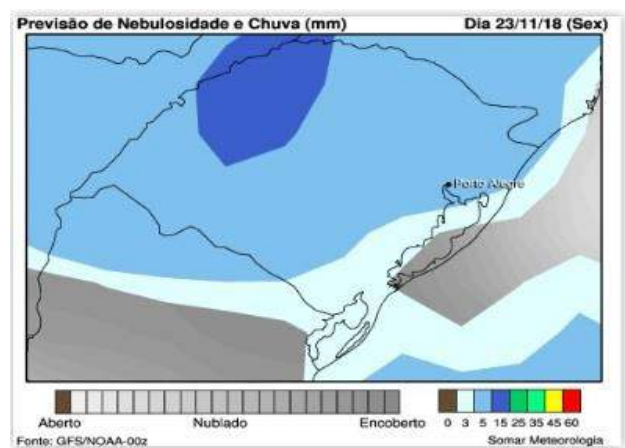 Previsão de Nebulosidade e Chuva (mm) Dia 23/11/18 (Sex)
Porto Alegre
Aberto Nublado Encoberto 0 3 5 15 25 35 45 60
Fonte: GFS/NOAA-00z Somar Meteorologia